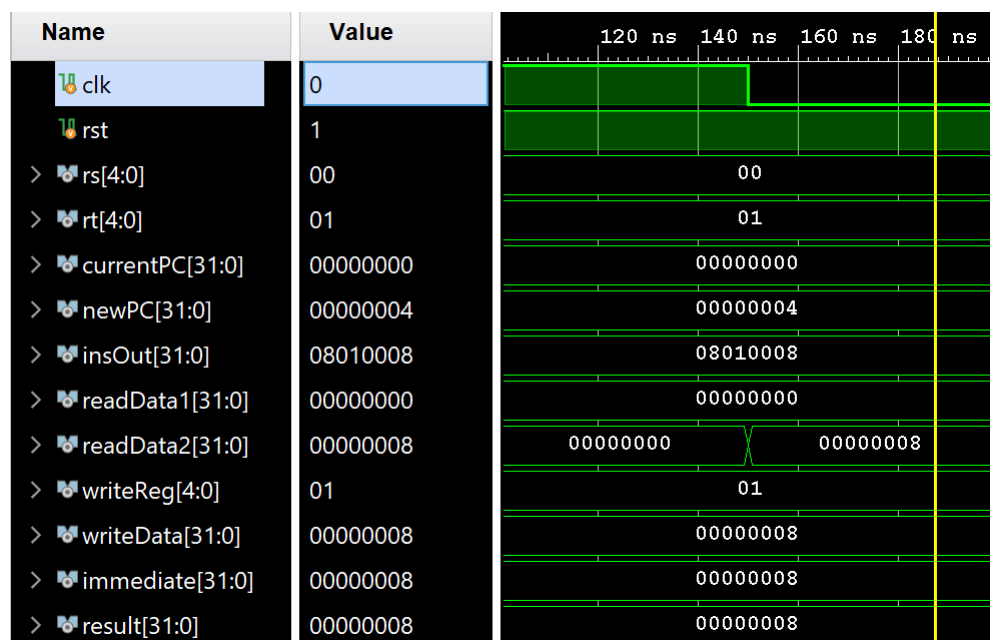 Name Value 120 ns 140 ns 160 ns 180 ns
clk 0
rst 1
rs[4:0] 00 00
rt[4:0] 01 01
currentPC[31:0] 00000000 00000000
newPC[31:0] 00000004 00000004
insOut[31:0] 08010008 08010008
readData1[31:0] 00000000 00000000
readData2[31:0] 00000008 00000000 00000008
writeReg[4:0] 01 01
writeData[31:0] 00000008 00000008
immediate[31:0] 00000008 00000008
result[31:0] 00000008 00000008